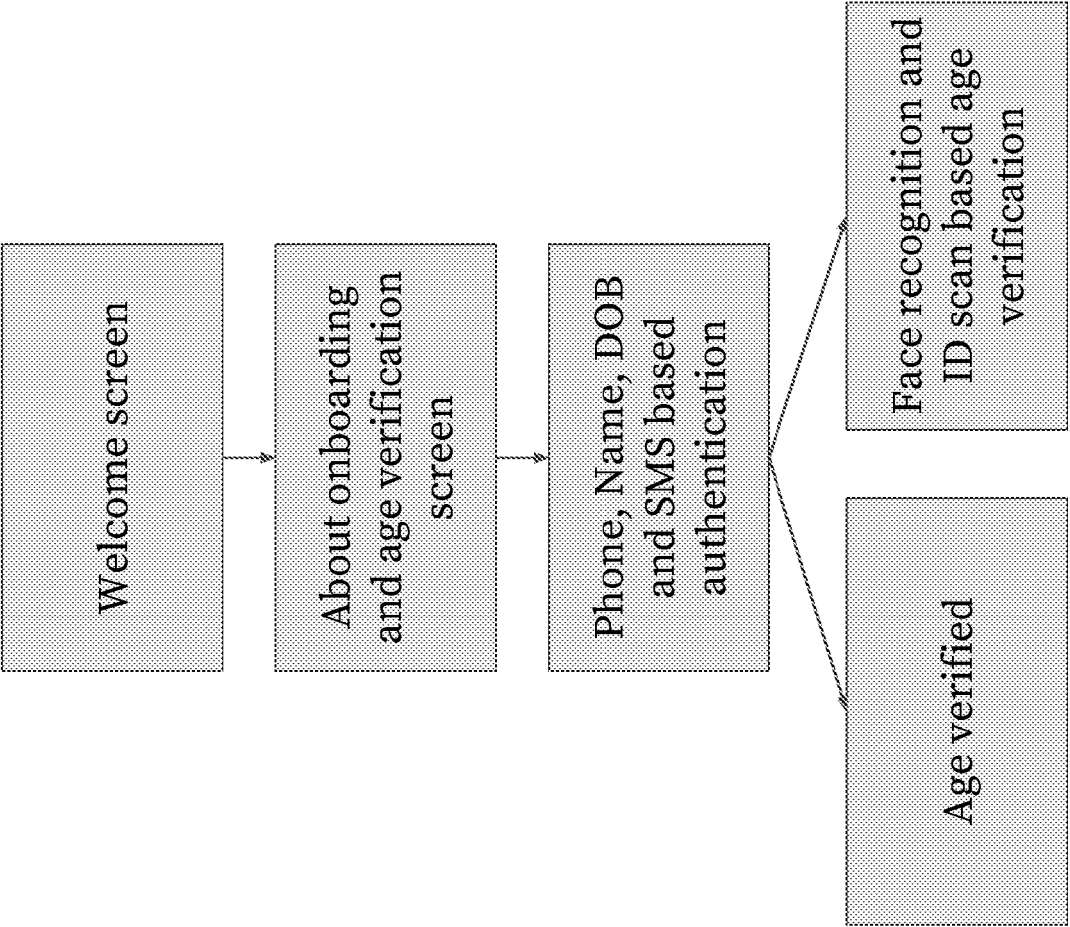 Welcome screen
About onboarding
and age verification
screen
Phone, Name, DOB
and SMS based
authentication
Age verified
Face recognition and
ID scan based age
verification